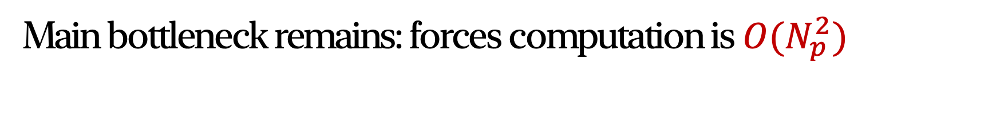 Main bottleneck remains: forces computation is $O(N_p^2)$